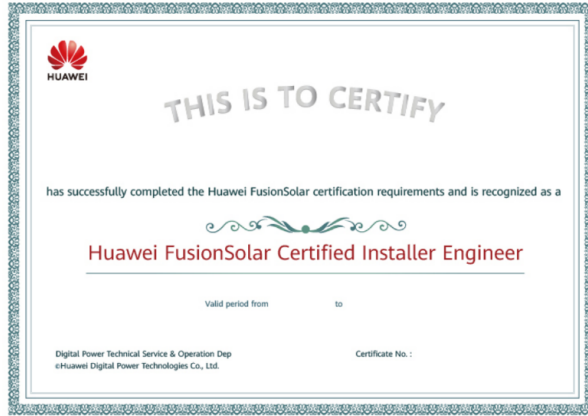 HUAWEI
THIS IS TO CERTIFY
has successfully completed the Huawei FusionSolar certification requirements and is recognized as a
Huawei FusionSolar Certified Installer Engineer
Valid period from to
Digital Power Technical Service & Operation Dep
©Huawei Digital Power Technologies Co., Ltd.
Certificate No. :